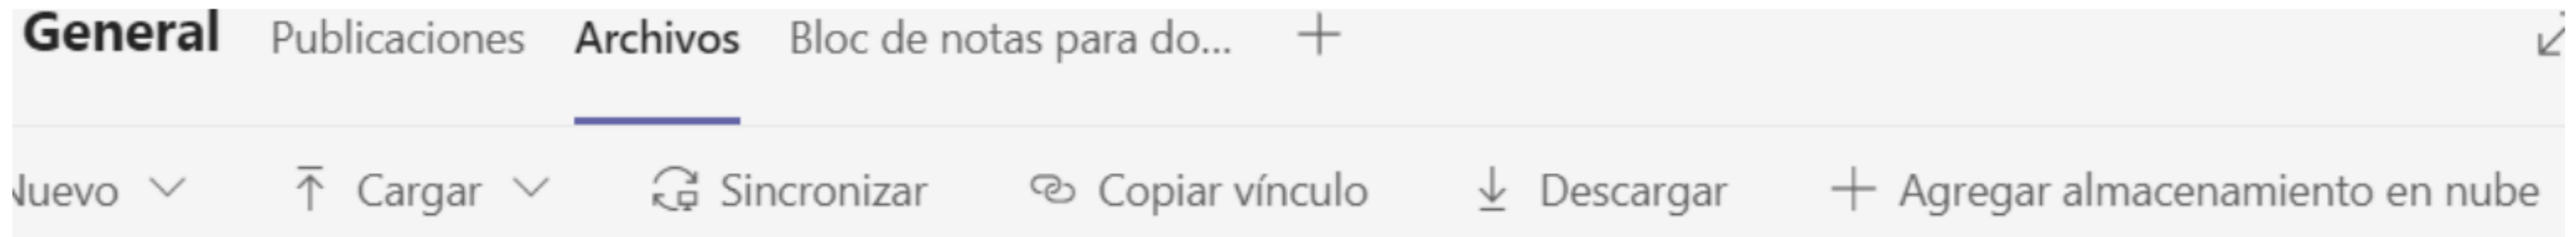 General Publicaciones Archivos Bloc de notas para do...
Nuevo Cargar Sincronizar Copiar vínculo Descargar Agregar almacenamiento en nube